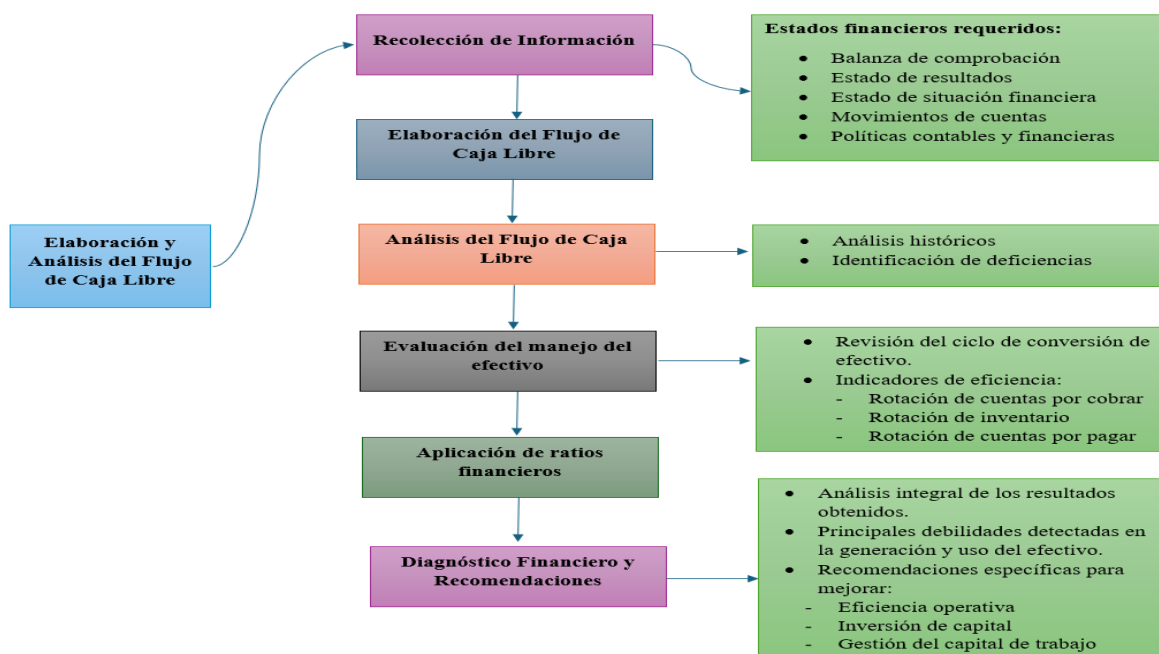 Elaboración y
Análisis del Flujo
de Caja Libre
Recolección de Información
Estados financieros requeridos:
• Balanza de comprobación
• Estado de resultados
• Estado de situación financiera
• Movimientos de cuentas
• Políticas contables y financieras
Elaboración del Flujo de
Caja Libre
Análisis del Flujo de Caja
Libre
• Análisis históricos
• Identificación de deficiencias
Evaluación del manejo del
efectivo
• Revisión del ciclo de conversión de
efectivo.
• Indicadores de eficiencia:
- Rotación de cuentas por cobrar
- Rotación de inventario
- Rotación de cuentas por pagar
Aplicación de ratios
financieros
Diagnóstico Financiero y
Recomendaciones
• Análisis integral de los resultados
obtenidos.
• Principales debilidades detectadas en
la generación y uso del efectivo.
• Recomendaciones específicas para
mejorar:
- Eficiencia operativa
- Inversión de capital
- Gestión del capital de trabajo